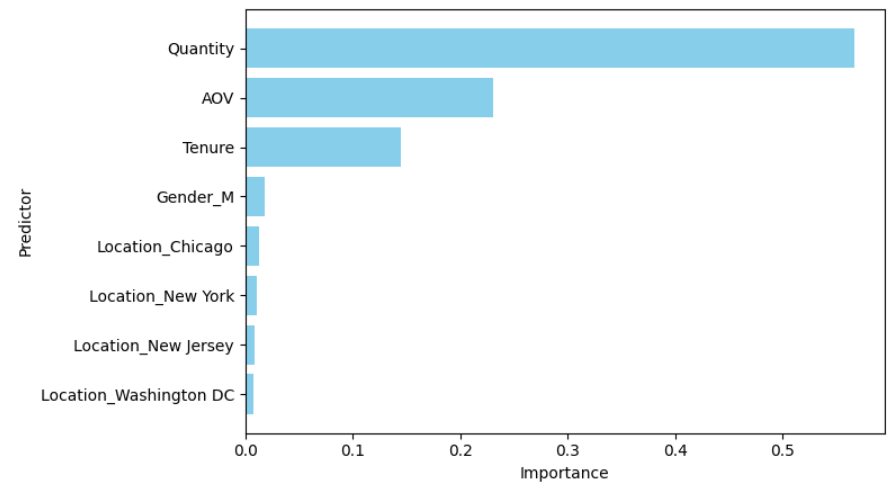 Quantity
AOV
Tenure
Gender_M
Location_Chicago
Location_New York
Location_New Jersey
Location_Washington DC
Predictor
0.0 0.1 0.2 0.3 0.4 0.5
Importance